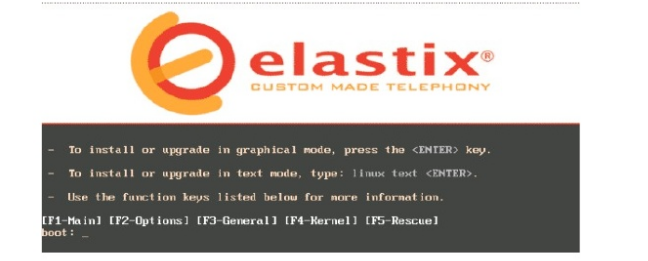 elastix®
CUSTOM MADE TELEPHONY
- To install or upgrade in graphical mode, press the <ENTER> key.
- To install or upgrade in text mode, type: linux text <ENTER>.
- Use the function keys listed below for more information.
[F1-Main] [F2-Options] [F3-General] [F4-Kernel] [F5-Rescue]
boot: _